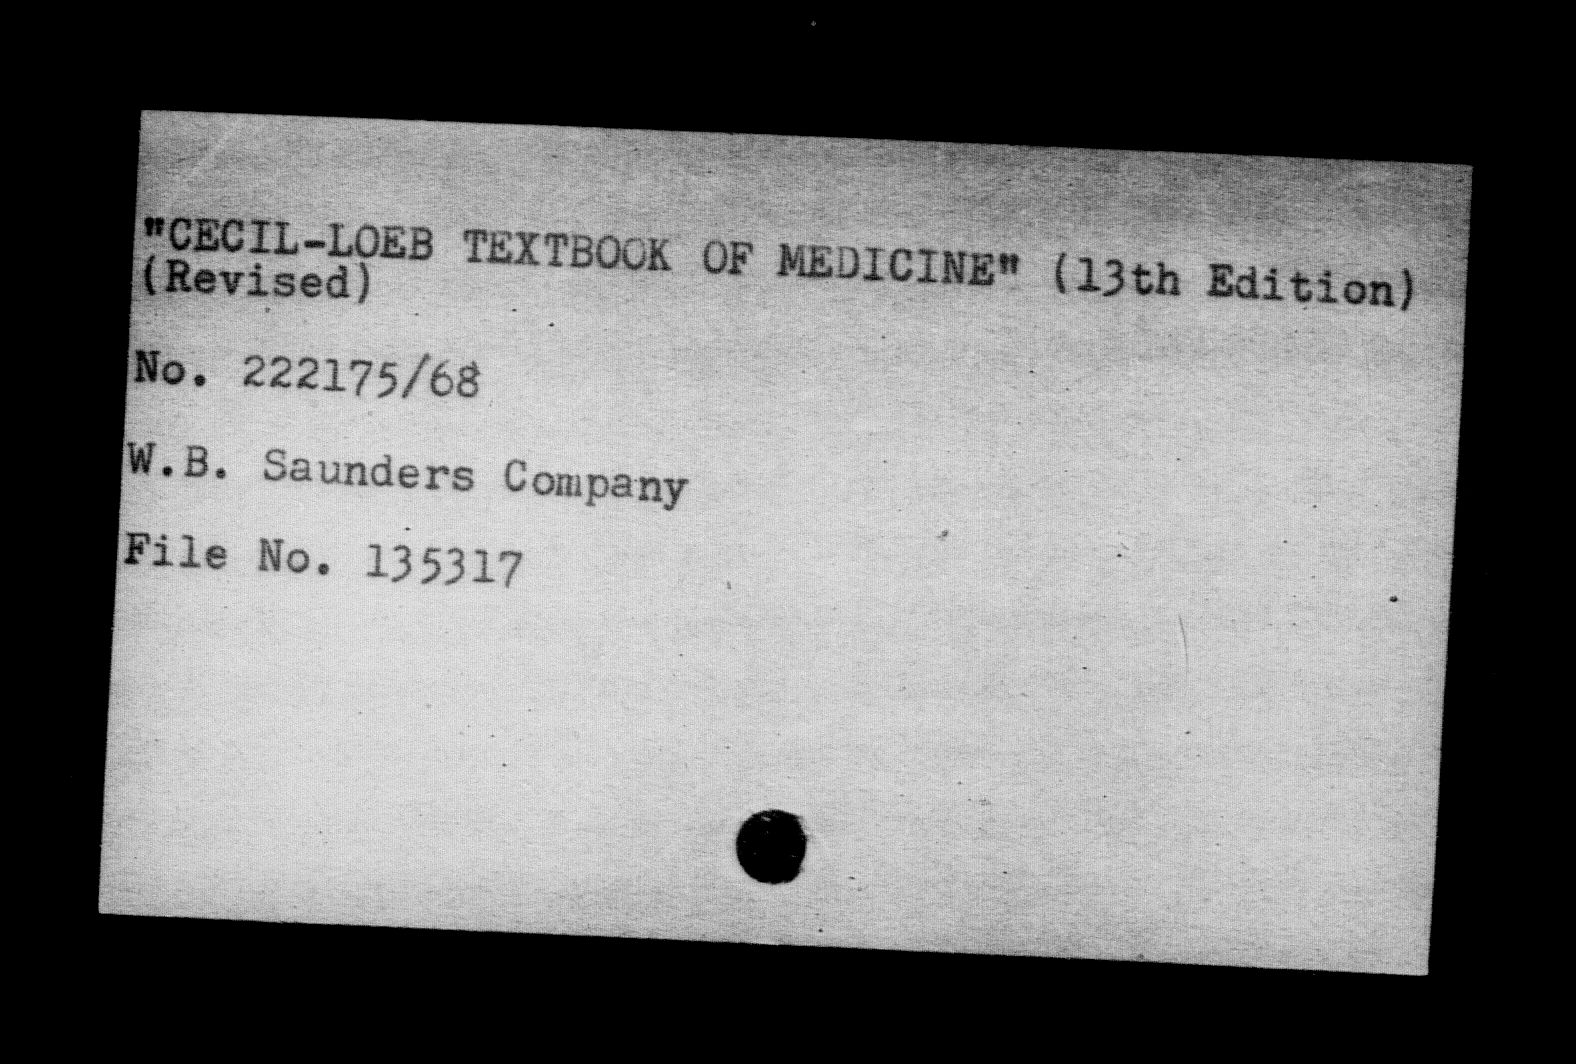 "CECIL-LOEB TEXTBOOK OF MEDICINE" (13th Edition)
(Revised)
No. 222175/68
W.B. Saunders Company
File No. 135317